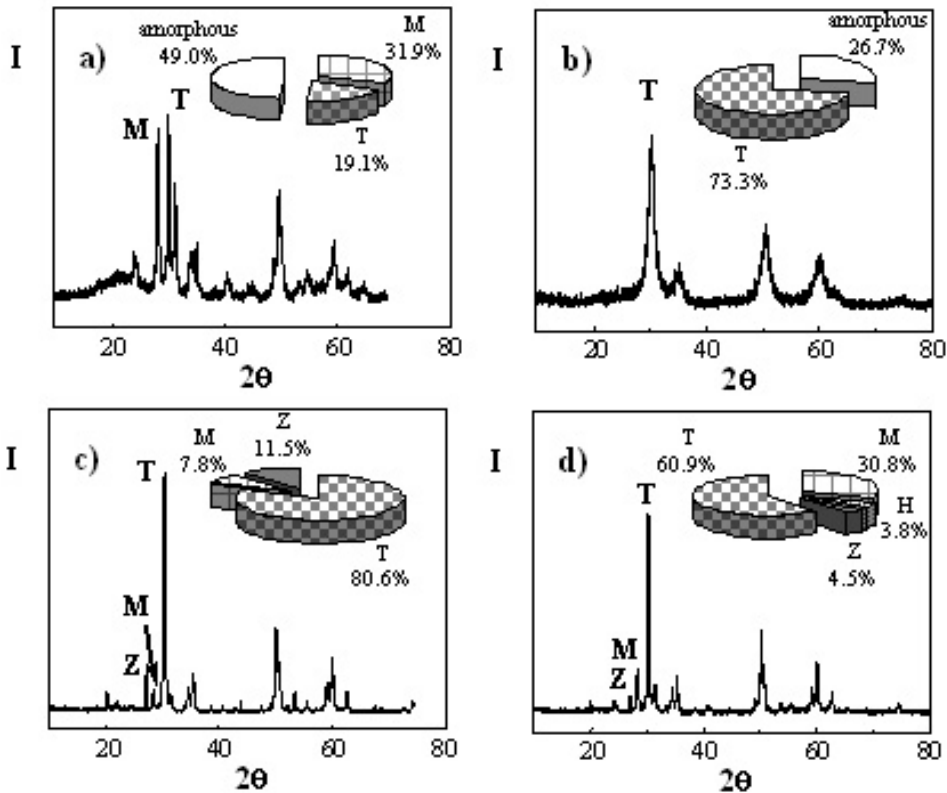 I
a)
amorphous
49.0%
M
31.9%
T
M
T
19.1%
20 40 60 80
2θ
I
b)
amorphous
26.7%
T
T
73.3%
20 40 60 80
2θ
I
c)
M
7.8%
Z
11.5%
T
T
80.6%
M
Z
20 40 60 80
2θ
I
d)
T
60.9%
M
30.8%
T
H
3.8%
Z
4.5%
M
Z
20 40 60 80
2θ